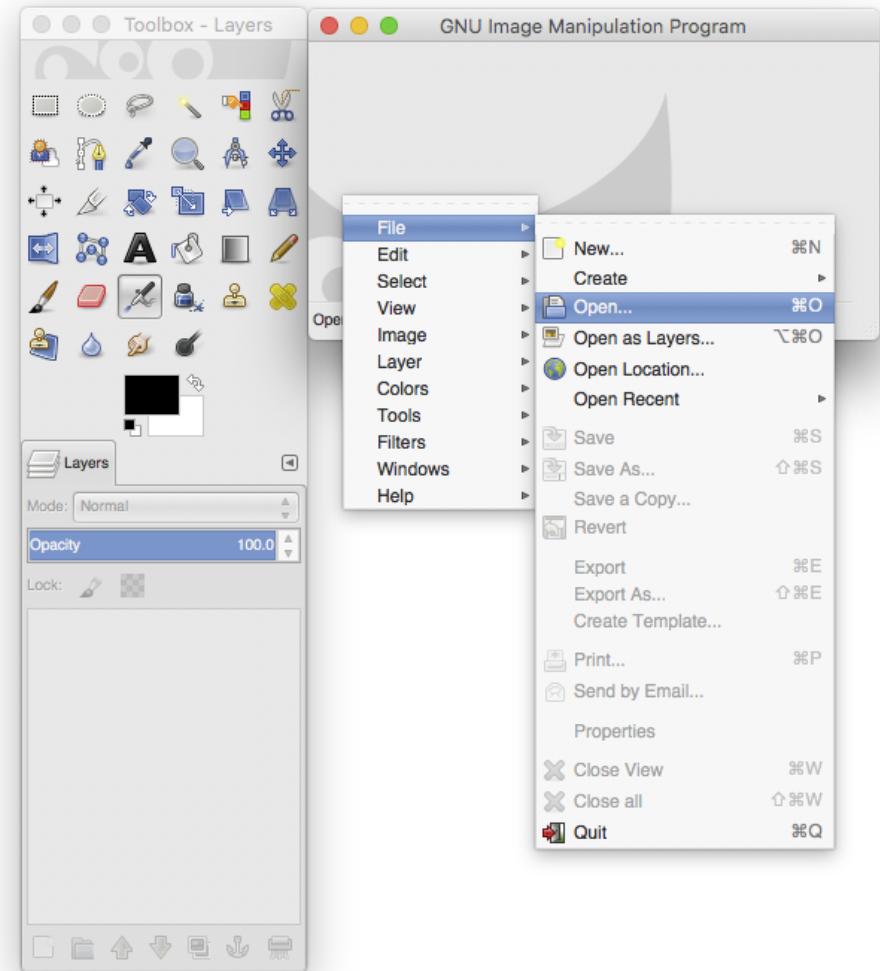 Toolbox - Layers
GNU Image Manipulation Program
File
Edit
Select
View
Image
Layer
Colors
Tools
Filters
Windows
Help
Ope
New... ⌘N
Create
Open... ⌘O
Open as Layers... ⌥⌘O
Open Location...
Open Recent
Save ⌘S
Save As... ⇧⌘S
Save a Copy...
Revert
Export ⌘E
Export As... ⇧⌘E
Create Template...
Print... ⌘P
Send by Email...
Properties
Close View ⌘W
Close all ⇧⌘W
Quit ⌘Q
Layers
Mode: Normal
Opacity 100.0
Lock: